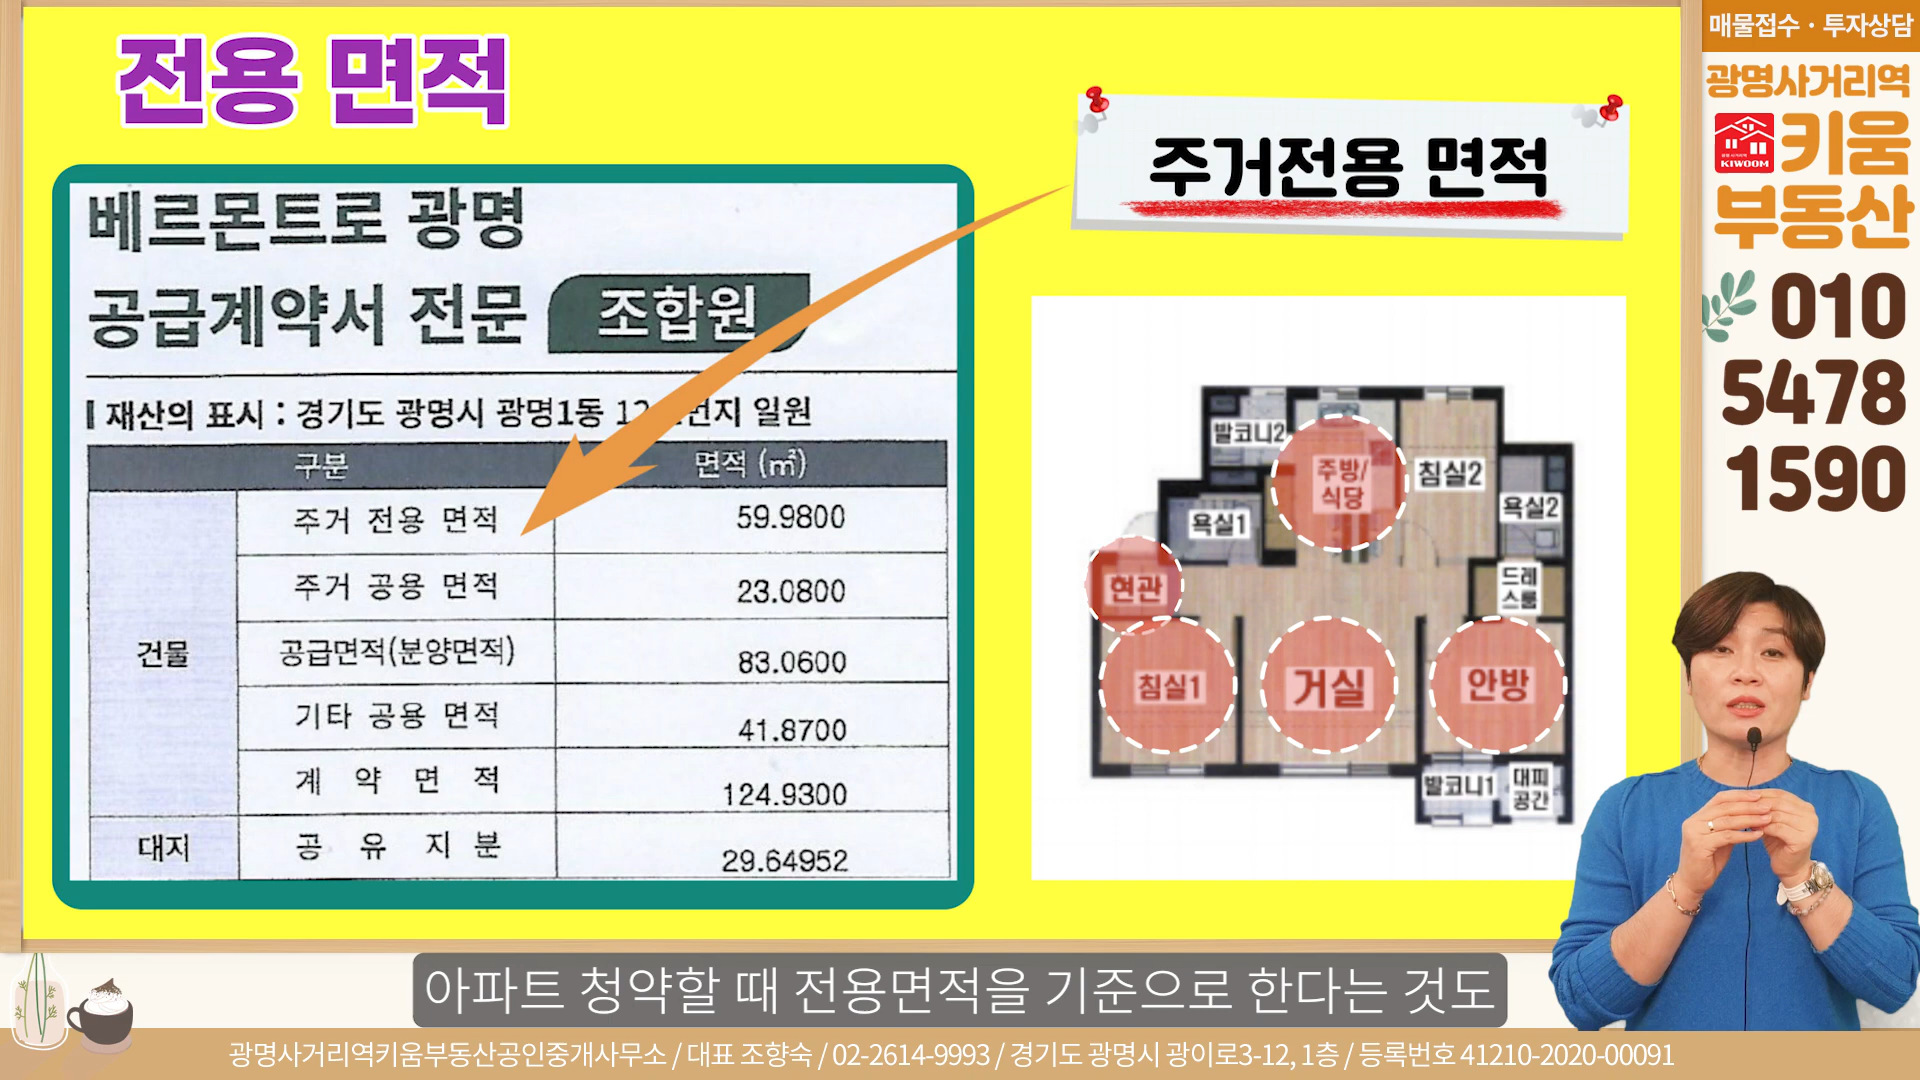 전용 면적
주거전용 면적
베르몬트로 광명
공급계약서 전문 조합원
재산의 표시 : 경기도 광명시 광명1동 12 번지 일원
구분 면적 (㎡)
건물
주거 전용 면적 59.9800
주거 공용 면적 23.0800
공급면적(분양면적) 83.0600
기타 공용 면적 41.8700
계 약 면 적 124.9300
대지 공 유 지 분 29.64952
발코니2
주방/
식당
침실2
욕실1
욕실2
현관
드레
스룸
침실1
거실
안방
발코니1
대피
공간
매물접수 · 투자상담
광명사거리역
KIWOOM
키움
부동산
010
5478
1590
아파트 청약할 때 전용면적을 기준으로 한다는 것도
광명사거리역키움부동산공인중개사무소 / 대표 조향숙 / 02-2614-9993 / 경기도 광명시 광이로3-12, 1층 / 등록번호 41210-2020-00091